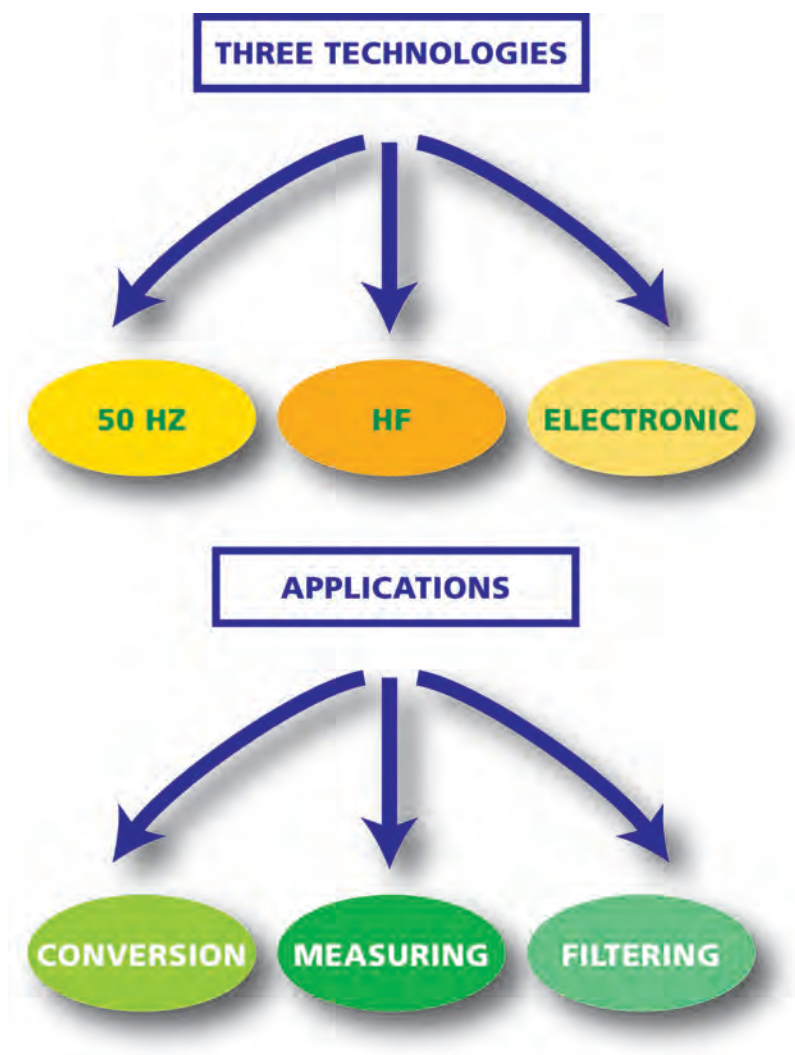 THREE TECHNOLOGIES
50 HZ
HF
ELECTRONIC
APPLICATIONS
CONVERSION
MEASURING
FILTERING